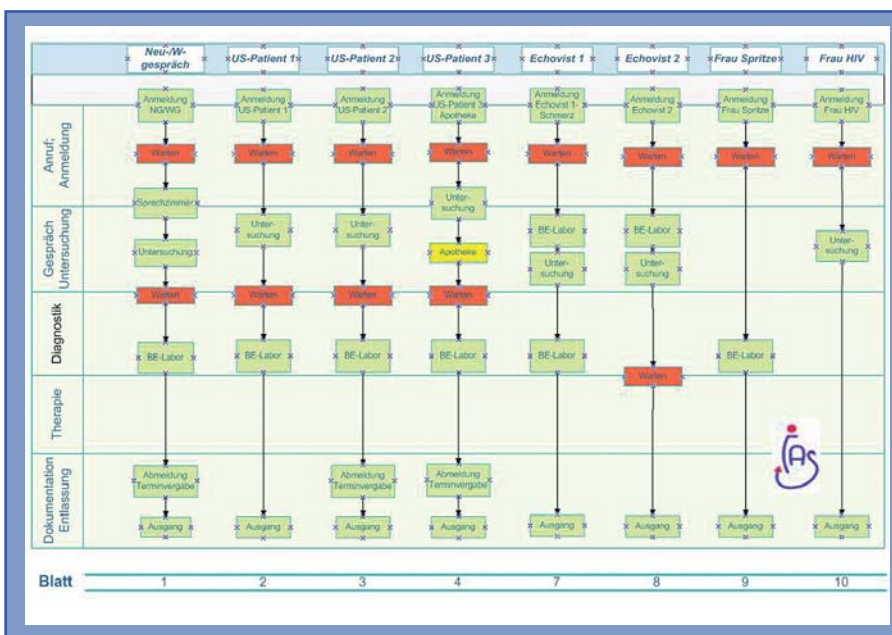 Neu-/W-
gespräch
US-Patient 1
US-Patient 2
US-Patient 3
Echovist 1
Echovist 2
Frau Spritze
Frau HIV
Anruf;
Anmeldung
Anmeldung
NG/WG
Anmeldung
US-Patient 1
Anmeldung
US-Patient 2
Anmeldung
US-Patient 3-
Apotheke
Anmeldung
Echovist 1-
Schmerz
Anmeldung
Echovist 2
Anmeldung
Frau Spritze
Anmeldung
Frau HIV
Warten
Warten
Warten
Warten
Warten
Warten
Warten
Warten
Sprechzimmer
Unter-
suchung
Gespräch
Untersuchung
Untersuchung
Unter-
suchung
Unter-
suchung
Apotheke
BE-Labor
Unter-
suchung
BE-Labor
Unter-
suchung
Unter-
suchung
Diagnostik
Warten
Warten
Warten
Warten
BE-Labor
BE-Labor
BE-Labor
BE-Labor
BE-Labor
Warten
BE-Labor
Therapie
IAS
Dokumentation
Entlassung
Abmeldung
Terminvergabe
Abmeldung
Terminvergabe
Abmeldung
Terminvergabe
Ausgang
Ausgang
Ausgang
Ausgang
Ausgang
Ausgang
Ausgang
Ausgang
Blatt 1 2 3 4 7 8 9 10